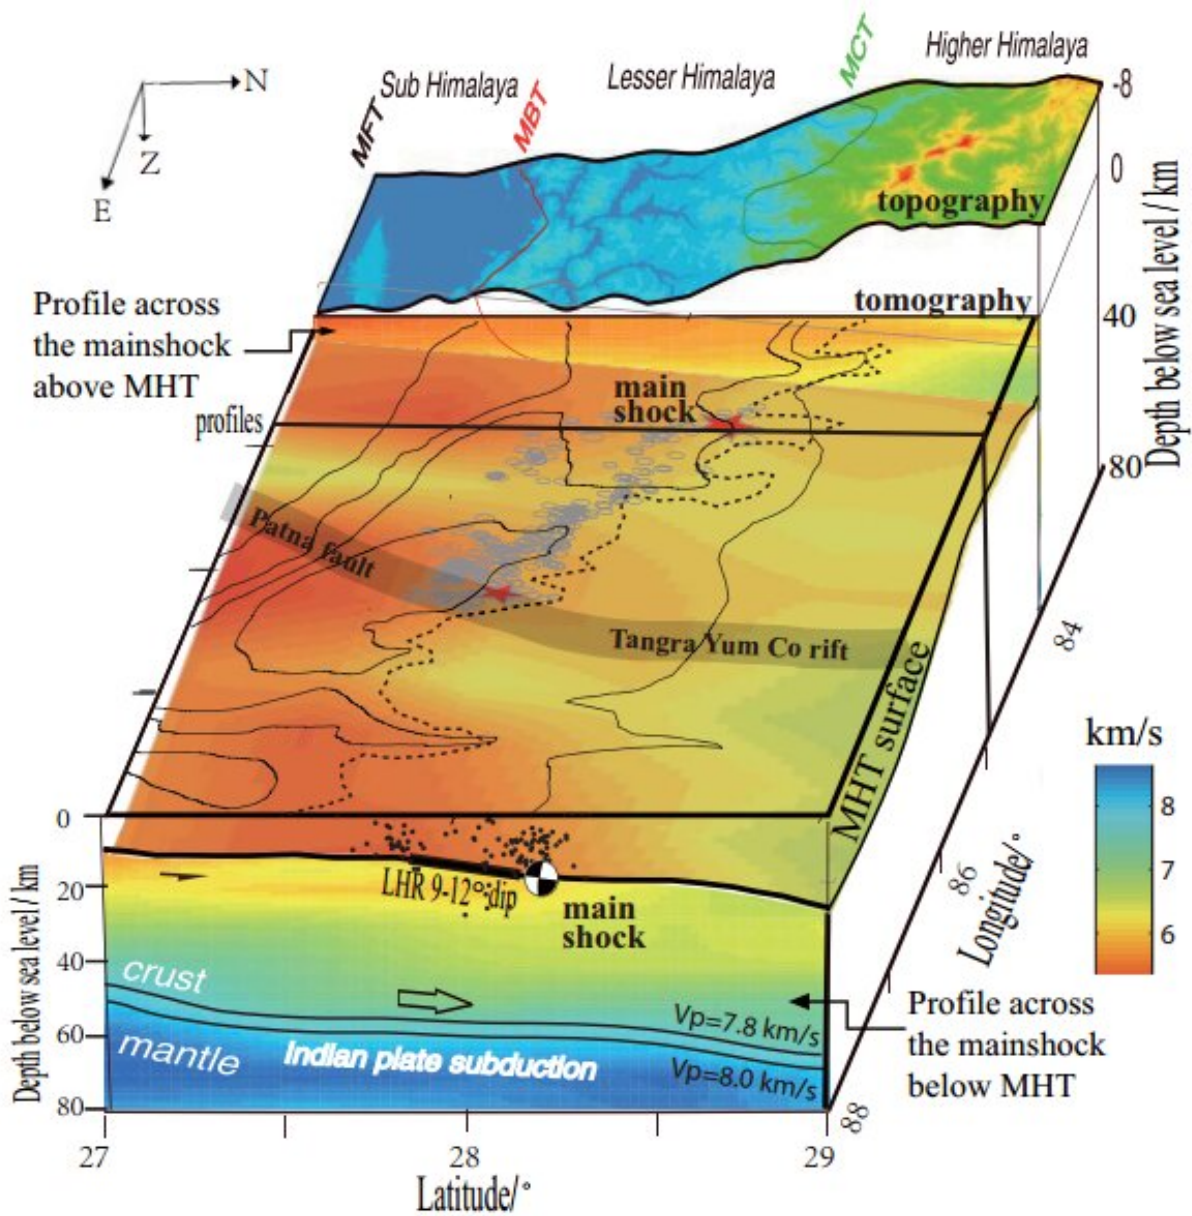 N
Z
E
MFT
Sub Himalaya
MBT
Lesser Himalaya
MCT
Higher Himalaya
-8
0
40
80
Depth below sea level / km
topography
tomography
Profile across
the mainshock
above MHT
profiles
main
shock
Patna fault
Tangra Yum Co rift
MHT surface
84
86
88
Longitude/°
km/s
8
7
6
0
20
40
60
80
Depth below sea level / km
LHR 9-12° dip
main
shock
crust
mantle
Indian plate subduction
Vp=7.8 km/s
Vp=8.0 km/s
Profile across
the mainshock
below MHT
27
28
29
Latitude/°